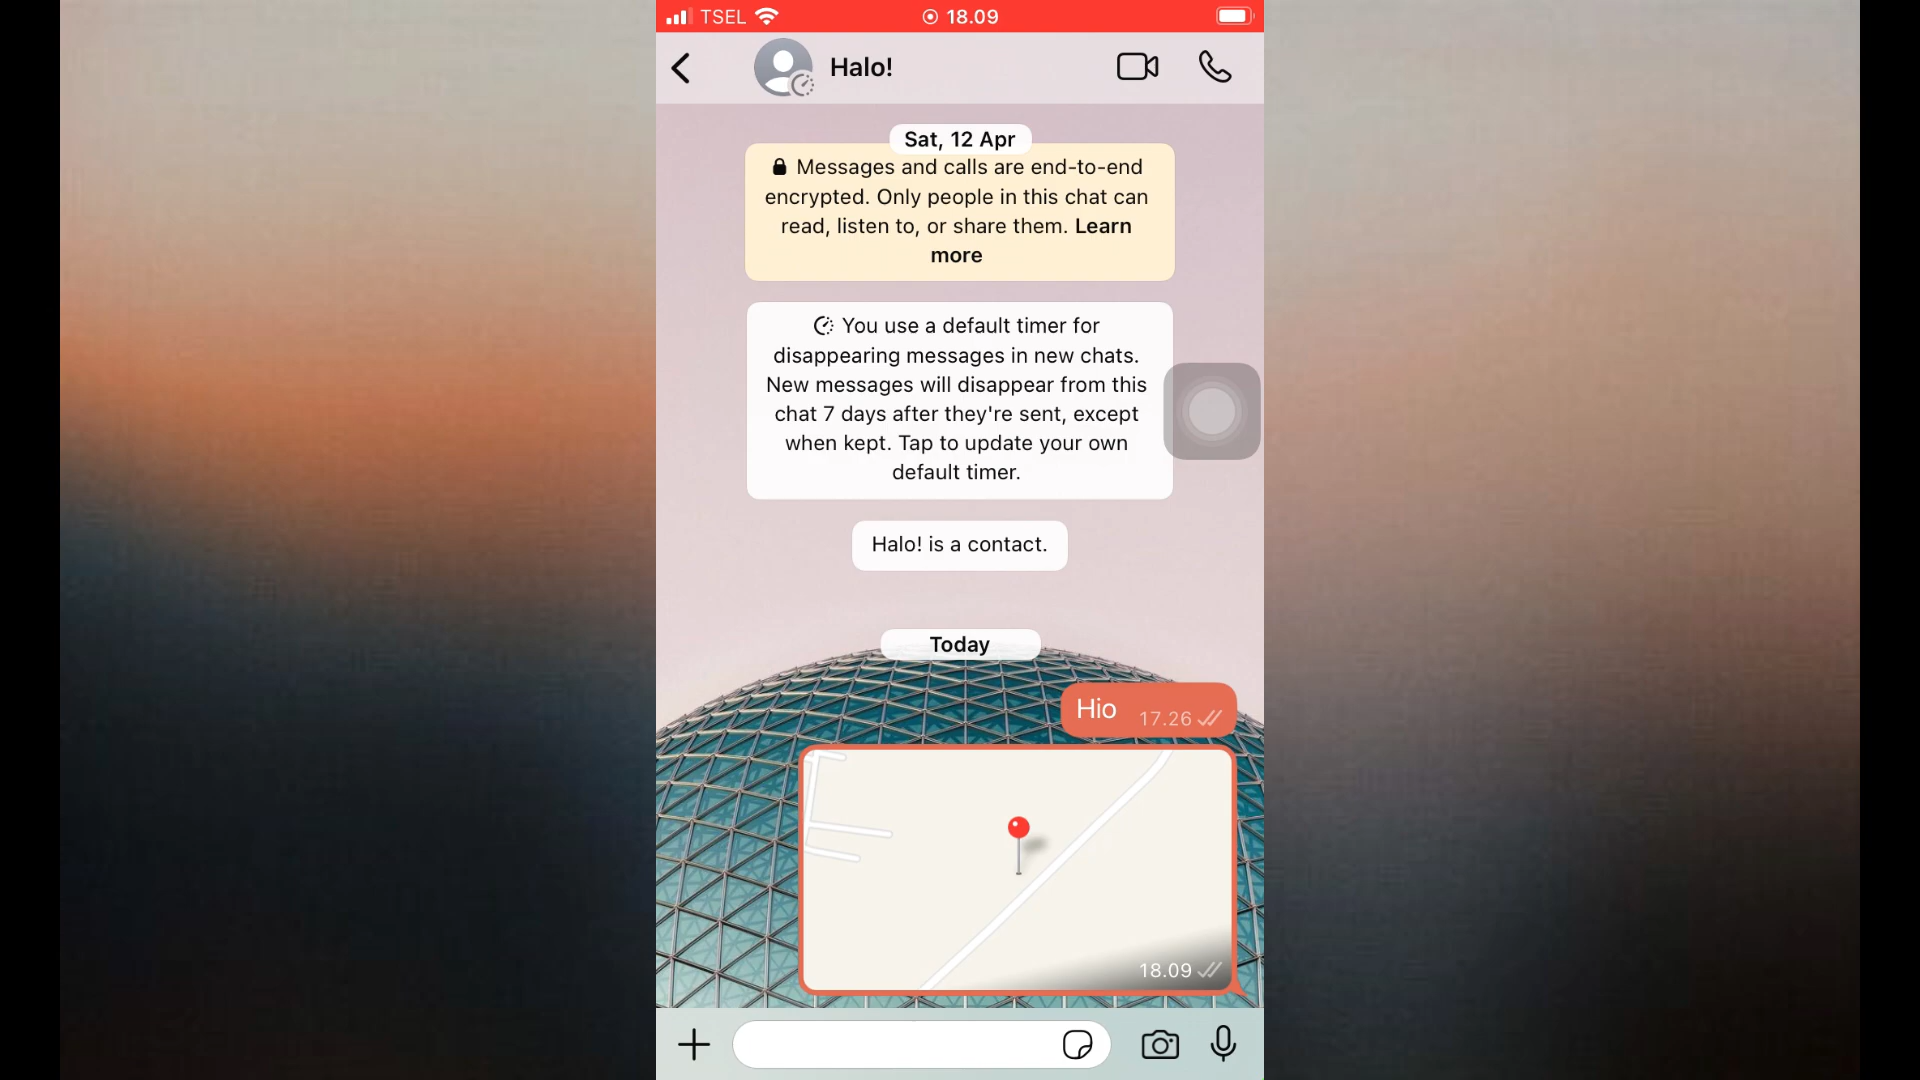 TSEL 18.09
Halo!
Sat, 12 Apr
Messages and calls are end-to-end
encrypted. Only people in this chat can
read, listen to, or share them. Learn
more
You use a default timer for
disappearing messages in new chats.
New messages will disappear from this
chat 7 days after they're sent, except
when kept. Tap to update your own
default timer.
Halo! is a contact.
Today
Hio 17.26
18.09